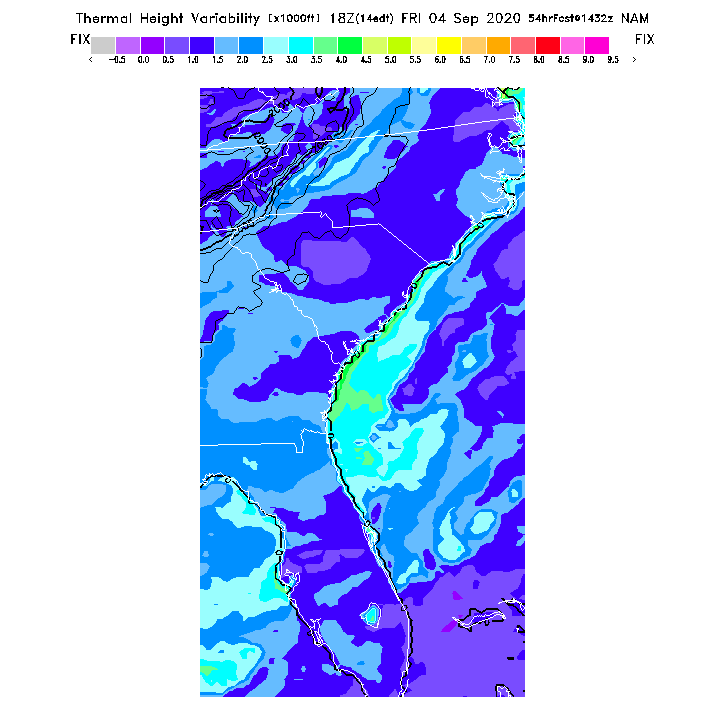 Thermal Height Variability [x1000ft] 18Z(14edt) FRI 04 Sep 2020 54hrFcst@1432z NAM
FIX FIX
< -0.5 0.0 0.5 1.0 1.5 2.0 2.5 3.0 3.5 4.0 4.5 5.0 5.5 6.0 6.5 7.0 7.5 8.0 8.5 9.0 9.5 >